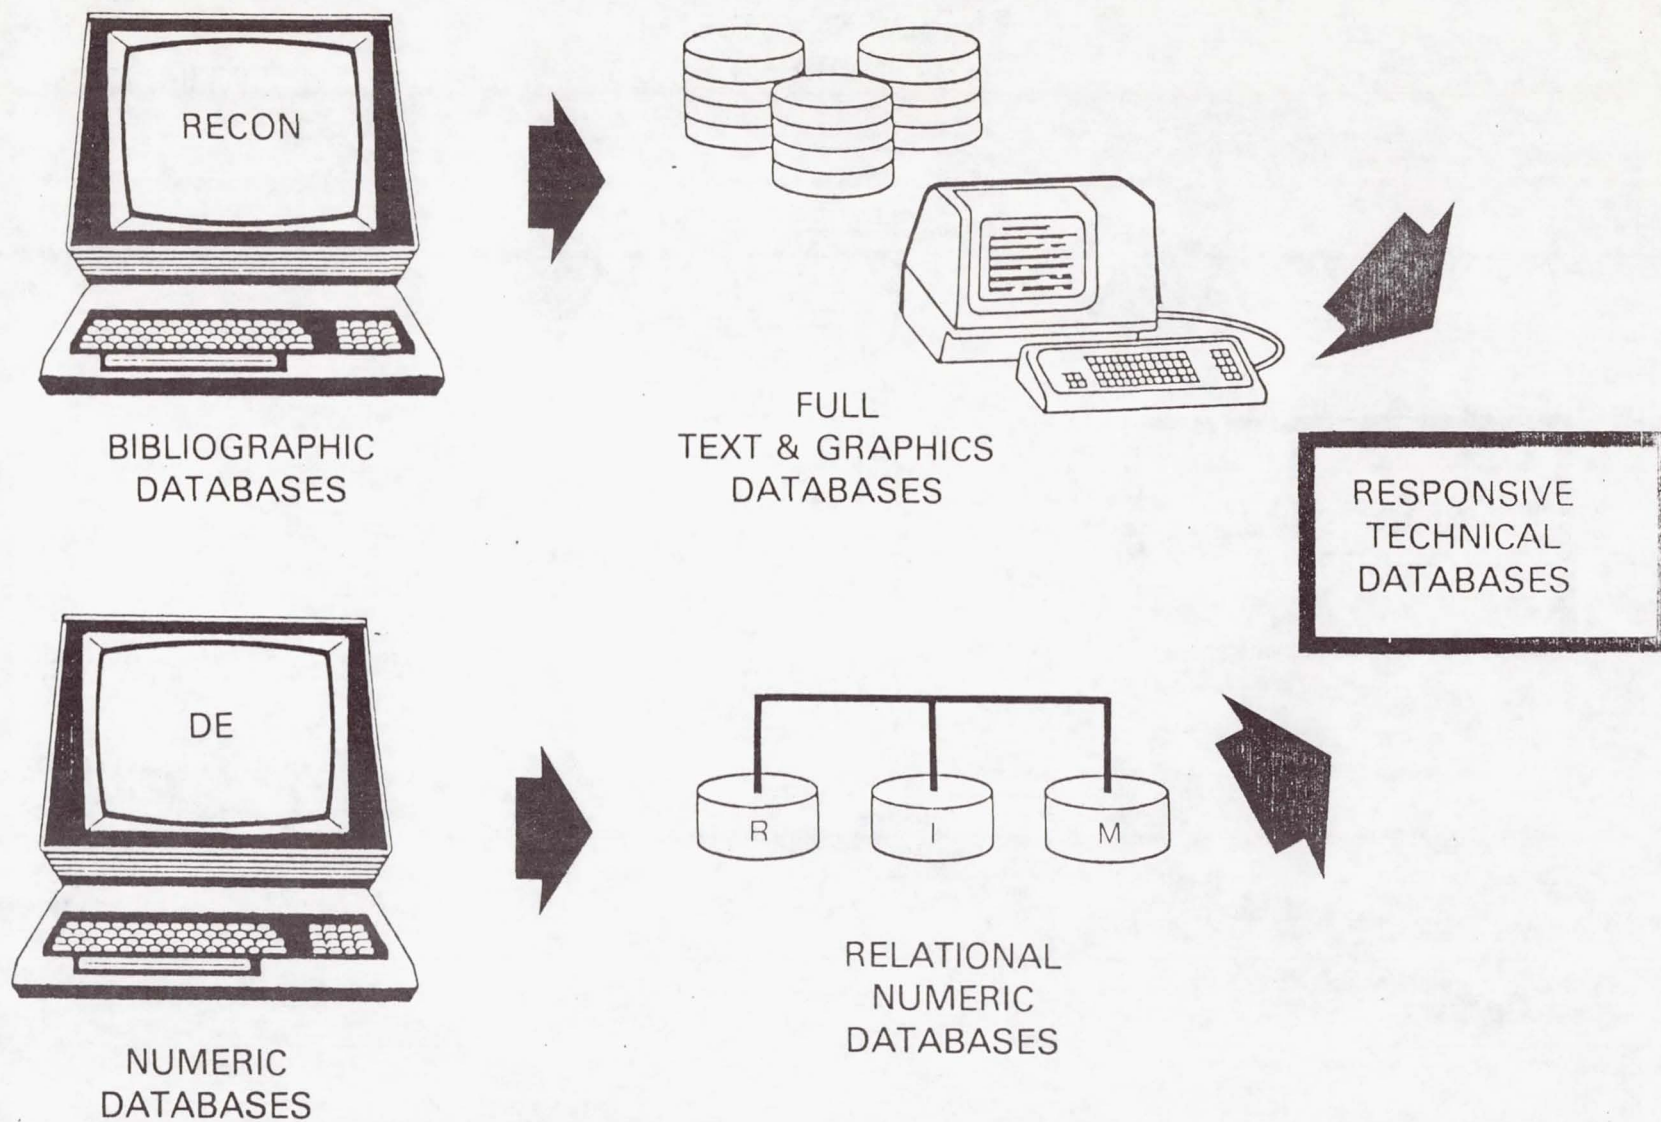 RECON
BIBLIOGRAPHIC
DATABASES
FULL
TEXT & GRAPHICS
DATABASES
RESPONSIVE
TECHNICAL
DATABASES
DE
NUMERIC
DATABASES
R I M
RELATIONAL
NUMERIC
DATABASES